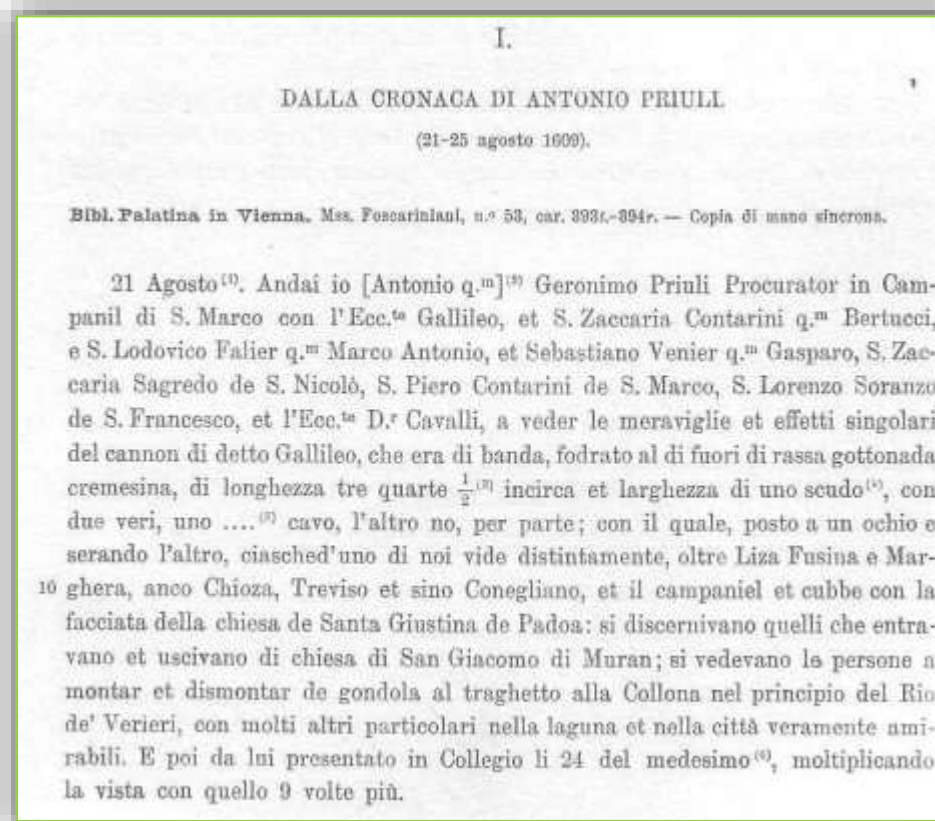 I.
DALLA CRONACA DI ANTONIO PRIULI.
(21-25 agosto 1609).
Bibl. Palatina in Vienna. Mss. Foscariniani, n.º 53, car. 393t.-394r. — Copia di mano sincrona.
21 Agosto⁽¹⁾. Andai io [Antonio q.ᵐ]⁽²⁾ Geronimo Priuli Procurator in Cam-
panil di S. Marco con l'Ecc.ᵗᵉ Gallileo, et S. Zaccaria Contarini q.ᵐ Bertucci,
e S. Lodovico Falier q.ᵐ Marco Antonio, et Sebastiano Venier q.ᵐ Gasparo, S. Zac-
caria Sagredo de S. Nicolò, S. Piero Contarini de S. Marco, S. Lorenzo Soranzo
de S. Francesco, et l'Ecc.ᵗᵉ D.ʳ Cavalli, a veder le meraviglie et effetti singolari
del cannon di detto Gallileo, che era di banda, fodrato al di fuori di rassa gottonada
cremesina, di longhezza tre quarte ½⁽³⁾ incirca et larghezza di uno scudo⁽⁴⁾, con
due veri, uno ....⁽⁵⁾ cavo, l'altro no, per parte; con il quale, posto a un ochio e
serando l'altro, ciasched'uno di noi vide distintamente, oltre Liza Fusina e Mar-
10 ghera, anco Chioza, Treviso et sino Conegliano, et il campaniel et cubbe con la
facciata della chiesa de Santa Giustina de Padoa: si discernivano quelli che entra-
vano et uscivano di chiesa di San Giacomo di Muran; si vedevano le persone a
montar et dismontar de gondola al traghetto alla Collona nel principio del Rio
de' Verieri, con molti altri particolari nella laguna et nella città veramente ami-
rabili. E poi da lui presentato in Collegio li 24 del medesimo⁽⁶⁾, moltiplicando
la vista con quello 9 volte più.